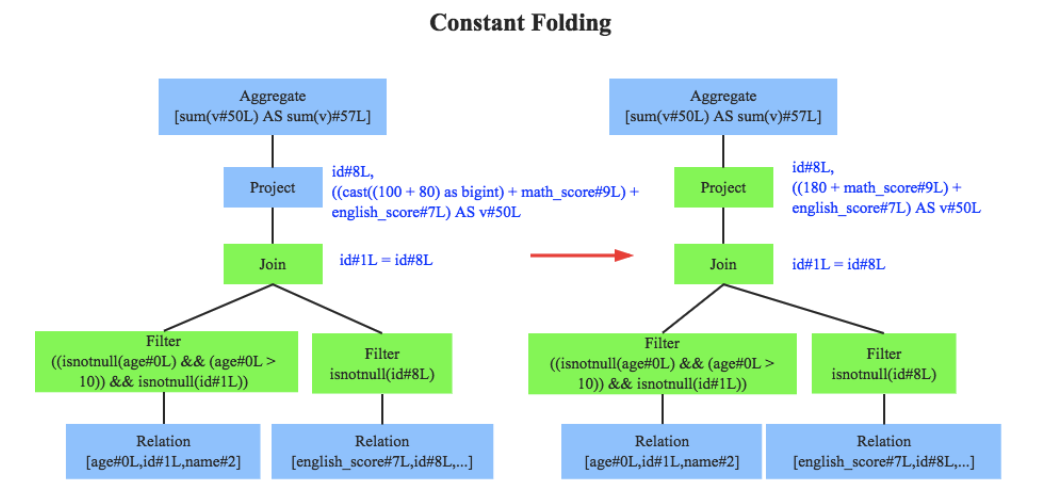 Constant Folding
Aggregate
[sum(v#50L) AS sum(v)#57L]
Project
id#8L,
((cast((100 + 80) as bigint) + math_score#9L) +
english_score#7L) AS v#50L
Join
id#1L = id#8L
Filter
((isnotnull(age#0L) && (age#0L >
10)) && isnotnull(id#1L))
Filter
isnotnull(id#8L)
Relation
[age#0L,id#1L,name#2]
Relation
[english_score#7L,id#8L,...]
Aggregate
[sum(v#50L) AS sum(v)#57L]
Project
id#8L,
((180 + math_score#9L) +
english_score#7L) AS v#50L
Join
id#1L = id#8L
Filter
((isnotnull(age#0L) && (age#0L >
10)) && isnotnull(id#1L))
Filter
isnotnull(id#8L)
Relation
[age#0L,id#1L,name#2]
Relation
[english_score#7L,id#8L,...]